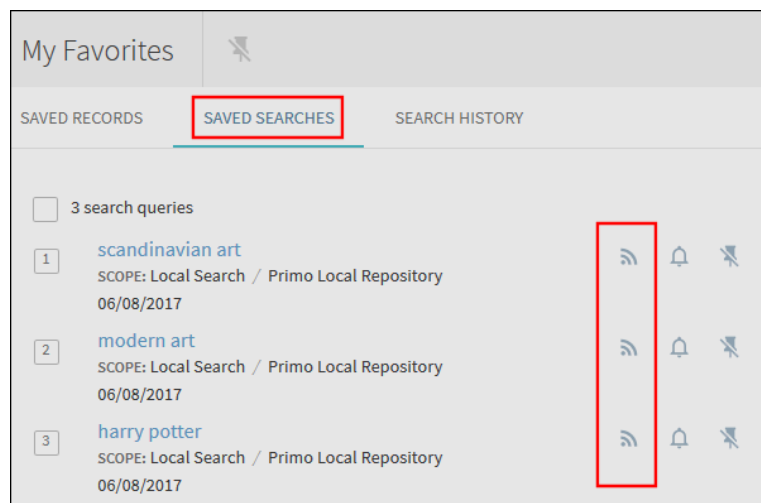 My Favorites
SAVED RECORDS SAVED SEARCHES SEARCH HISTORY
3 search queries
1 scandinavian art
SCOPE: Local Search / Primo Local Repository
06/08/2017
2 modern art
SCOPE: Local Search / Primo Local Repository
06/08/2017
3 harry potter
SCOPE: Local Search / Primo Local Repository
06/08/2017